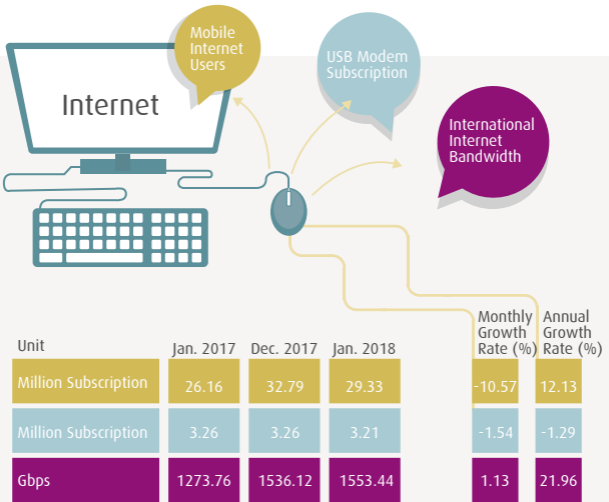 Mobile
Internet
Users
USB Modem
Subscription
Internet
International
Internet
Bandwidth
Unit Jan. 2017 Dec. 2017 Jan. 2018 Monthly Growth Rate (%) Annual Growth Rate (%)
Million Subscription 26.16 32.79 29.33 -10.57 12.13
Million Subscription 3.26 3.26 3.21 -1.54 -1.29
Gbps 1273.76 1536.12 1553.44 1.13 21.96